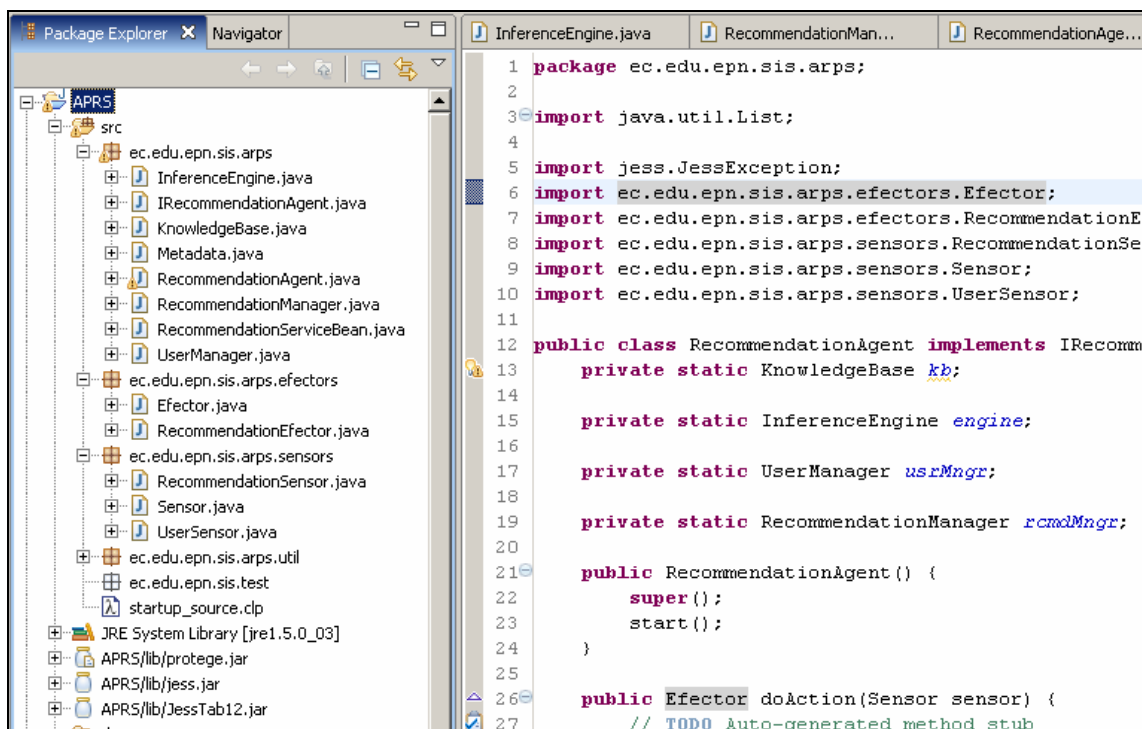 Package Explorer
Navigator
APRS
src
ec.edu.epn.sis.arps
InferenceEngine.java
IRecommendationAgent.java
KnowledgeBase.java
Metadata.java
RecommendationAgent.java
RecommendationManager.java
RecommendationServiceBean.java
UserManager.java
ec.edu.epn.sis.arps.efectors
Efector.java
RecommendationEfector.java
ec.edu.epn.sis.arps.sensors
RecommendationSensor.java
Sensor.java
UserSensor.java
ec.edu.epn.sis.arps.util
ec.edu.epn.sis.test
startup_source.clp
JRE System Library [jre1.5.0_03]
APRS/lib/protege.jar
APRS/lib/jess.jar
APRS/lib/JessTab12.jar
InferenceEngine.java
RecommendationMan...
RecommendationAge...
1 package ec.edu.epn.sis.arps;
2
3 import java.util.List;
4
5 import jess.JessException;
6 import ec.edu.epn.sis.arps.efectors.Efector;
7 import ec.edu.epn.sis.arps.efectors.RecommendationE
8 import ec.edu.epn.sis.arps.sensors.RecommendationSe
9 import ec.edu.epn.sis.arps.sensors.Sensor;
10 import ec.edu.epn.sis.arps.sensors.UserSensor;
11
12 public class RecommendationAgent implements IRecomm
13 private static KnowledgeBase kb;
14
15 private static InferenceEngine engine;
16
17 private static UserManager usrMngr;
18
19 private static RecommendationManager rcmdMngr;
20
21 public RecommendationAgent() {
22 super();
23 start();
24 }
25
26 public Efector doAction(Sensor sensor) {
27 // TODO Auto-generated method stub